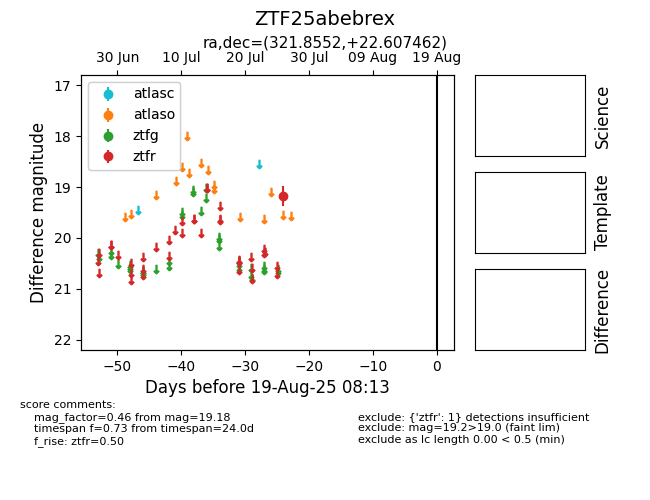 ZTF25abebrex
ra,dec=(321.8552,+22.607462)
30 Jun 10 Jul 20 Jul 30 Jul 09 Aug 19 Aug
17
18
19
20
21
22
Difference magnitude
atlasc
atlaso
ztfg
ztfr
−50 −40 −30 −20 −10 0
Days before 19-Aug-25 08:13
Science
Template
Difference
score comments:
mag_factor=0.46 from mag=19.18
timespan f=0.73 from timespan=24.0d
f_rise: ztfr=0.50
exclude: {'ztfr': 1} detections insufficient
exclude: mag=19.2>19.0 (faint lim)
exclude as lc length 0.00 < 0.5 (min)